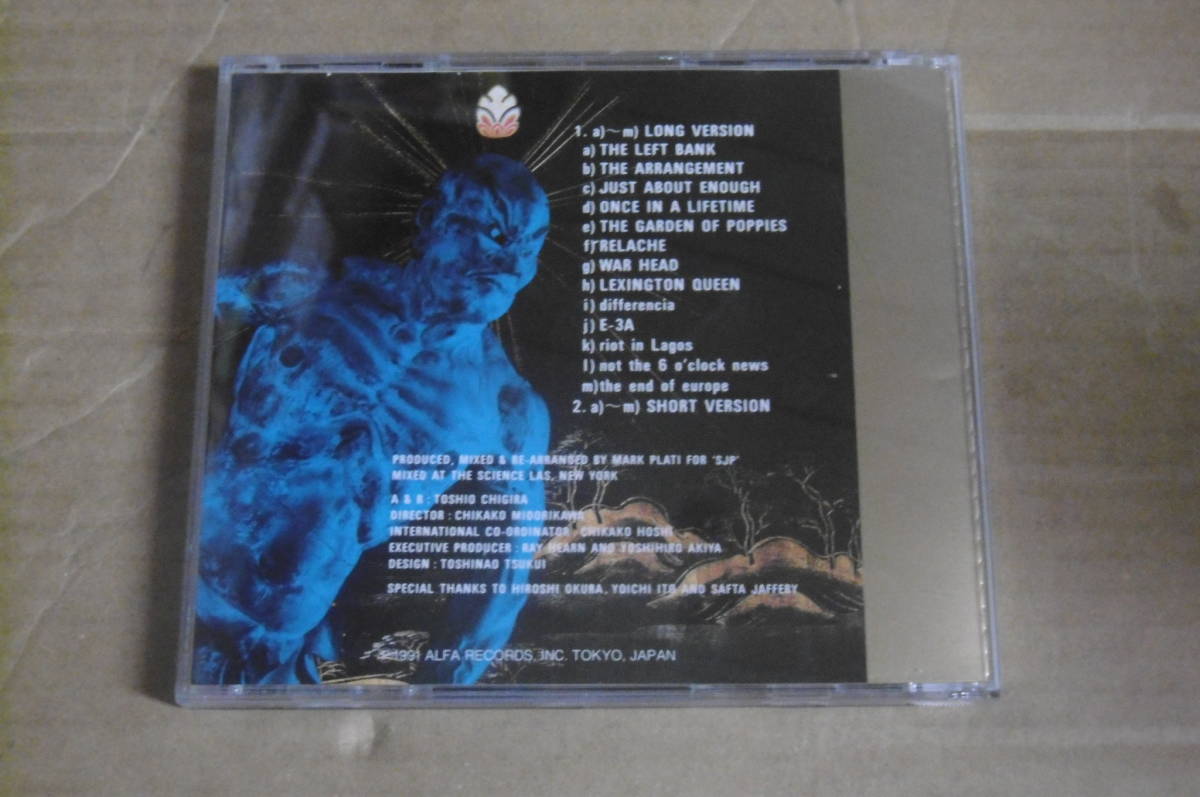 1. a)~m) LONG VERSION
a) THE LEFT BANK
b) THE ARRANGEMENT
c) JUST ABOUT ENOUGH
d) ONCE IN A LIFETIME
e) THE GARDEN OF POPPIES
f) RELACHE
g) WAR HEAD
h) LEXINGTON QUEEN
i) differencia
j) E-3A
k) riot in Lagos
l) not the 6 o'clock news
m) the end of europe
2. a)~m) SHORT VERSION
PRODUCED, MIXED & RE-ARRANGED BY MARK PLATI FOR 'SJP'
MIXED AT THE SCIENCE LAS, NEW YORK
A & R : TOSHIO CHIGIRA
DIRECTOR : CHIKAKO MIDORIKAWA
INTERNATIONAL CO-ORDINATOR : CHIKAKO HOSHI
EXECUTIVE PRODUCER : RAY HEARN AND YOSHIHIRO AKIYA
DESIGN : TOSHINAO TSUKUI
SPECIAL THANKS TO HIROSHI OKURA, YOICHI ITO AND SAFTA JAFFERY
1991 ALFA RECORDS, INC. TOKYO, JAPAN